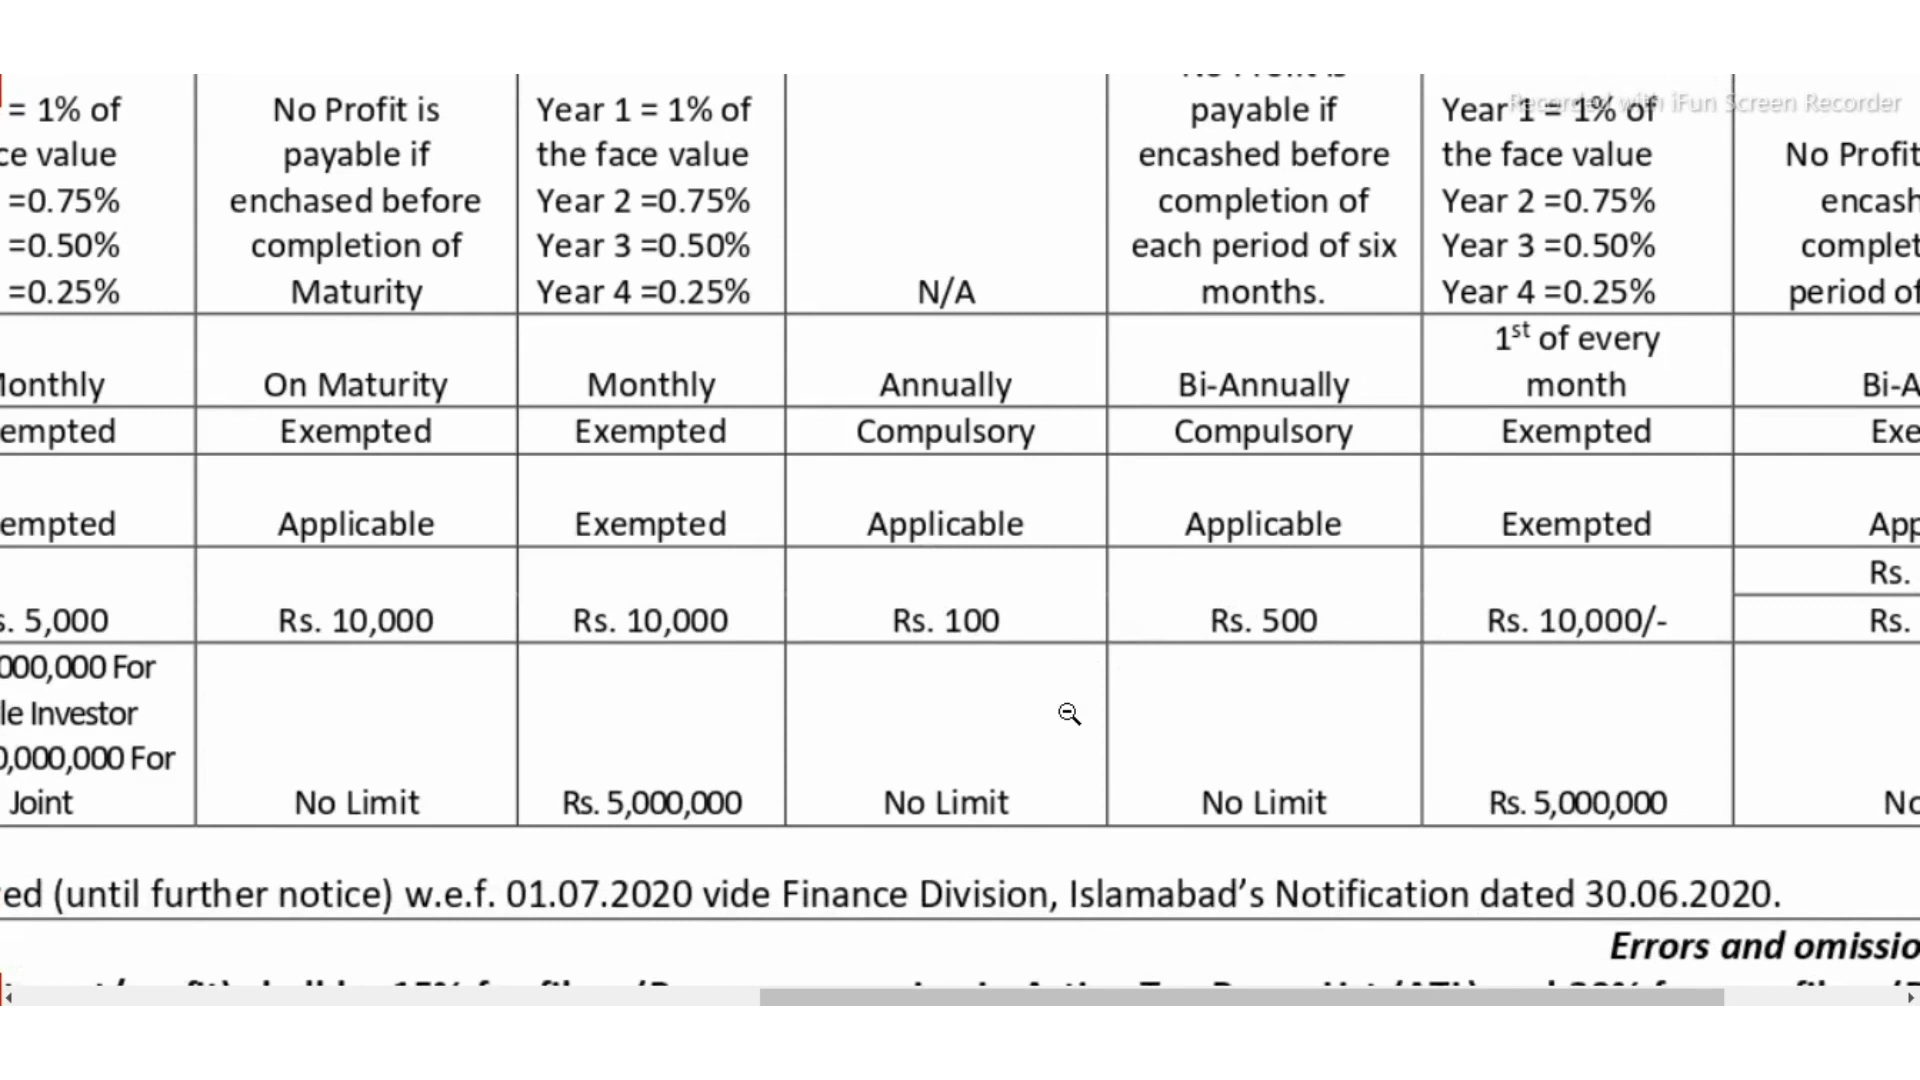 = 1% of
ce value
=0.75%
=0.50%
=0.25%
No Profit is
payable if
enchased before
completion of
Maturity
Year 1 = 1% of
the face value
Year 2 =0.75%
Year 3 =0.50%
Year 4 =0.25%
N/A
No Profit is
payable if
encashed before
completion of
each period of six
months.
Year 1 = 1% of
the face value
Year 2 =0.75%
Year 3 =0.50%
Year 4 =0.25%
No Profit
encash
complet
period of
Recorded with iFun Screen Recorder
onthly
On Maturity
Monthly
Annually
Bi-Annually
1st of every
month
Bi-A
empted
Exempted
Exempted
Compulsory
Compulsory
Exempted
Exe
empted
Applicable
Exempted
Applicable
Applicable
Exempted
App
s. 5,000
Rs. 10,000
Rs. 10,000
Rs. 100
Rs. 500
Rs. 10,000/-
Rs.
Rs.
000,000 For
le Investor
0,000,000 For
Joint
No Limit
Rs. 5,000,000
No Limit
No Limit
Rs. 5,000,000
No
ed (until further notice) w.e.f. 01.07.2020 vide Finance Division, Islamabad’s Notification dated 30.06.2020.
Errors and omissio